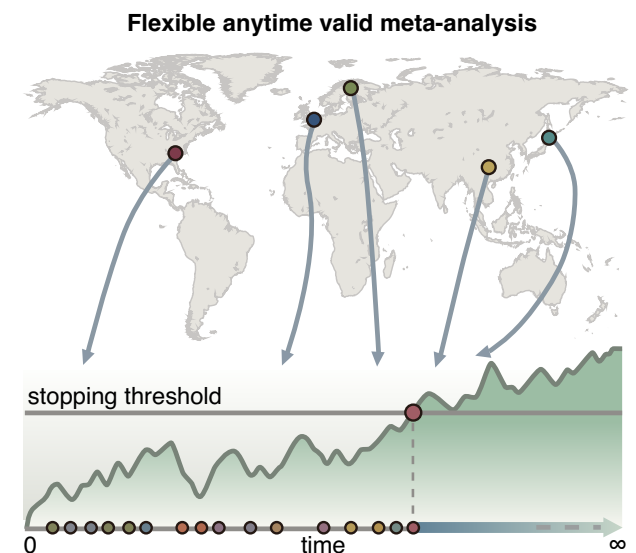 Flexible anytime valid meta-analysis
stopping threshold
0 time ∞